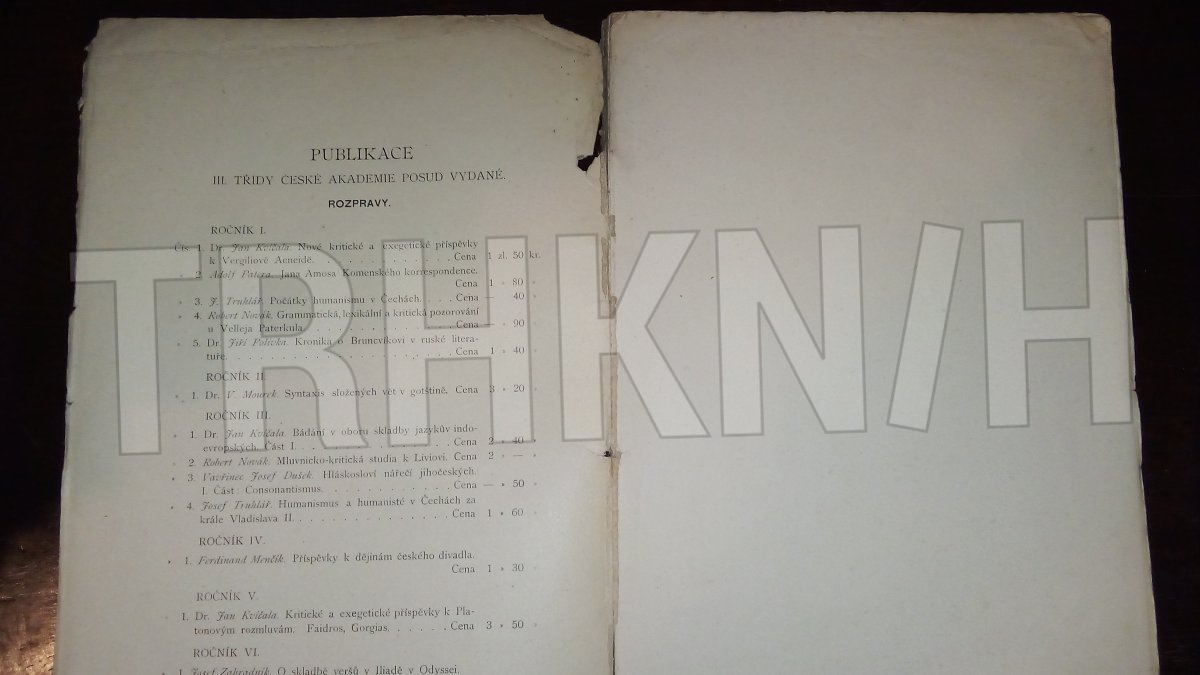 PUBLIKACE
III. TŘÍDY ČESKÉ AKADEMIE POSUD VYDANÉ.
ROZPRAVY.
ROČNÍK I.
Čís. 1. Dr. Jan Kvíčala. Nové kritické a exegetické příspěvky
k Vergiliově Aeneidě. . . . . . . . . . . . . Cena 1 zl. 50 kr.
» 2. Adolf Patera. Jana Amosa Komenského korrespondence.
Cena 1 » 80 »
» 3. J. Truhlář. Počátky humanismu v Čechách. . . . Cena — 40 »
» 4. Robert Novák. Grammatická, lexikální a kritická pozorování
u Velleja Paterkula. . . . . . . . . . . . . . Cena — » 90 »
» 5. Dr. Jiří Polívka. Kronika o Bruncvíkovi v ruské litera-
tuře. . . . . . . . . . . . . . . . . . . . Cena 1 » 40 »
ROČNÍK II.
» 1. Dr. V. Mourek. Syntaxis složených vět v gotštině. Cena 3 » 20 »
ROČNÍK III.
» 1. Dr. Jan Kvíčala. Bádání v oboru skladby jazykův indo-
evropských. Část I. . . . . . . . . . . . . . Cena 2 » 40 »
» 2. Robert Novák. Mluvnicko-kritická studia k Liviovi. Cena 2 » — »
» 3. Vavřinec Josef Dušek. Hláskosloví nářečí jihočeských.
I. Část: Consonantismus. . . . . . . . . . . . Cena — » 50 »
» 4. Josef Truhlář. Humanismus a humanisté v Čechách za
krále Vladislava II. . . . . . . . . . . . . . . Cena 1 » 60 »
ROČNÍK IV.
» 1. Ferdinand Menčík. Příspěvky k dějinám českého divadla.
Cena 1 » 30 »
ROČNÍK V.
» 1. Dr. Jan Kvíčala. Kritické a exegetické příspěvky k Pla-
tonovým rozmluvám. Faidros, Gorgias. . . . . . Cena 3 » 50 »
ROČNÍK VI.
» 1. Josef Zahradník. O skladbě veršů v Iliadě v Odyssei.
TRHKNIH